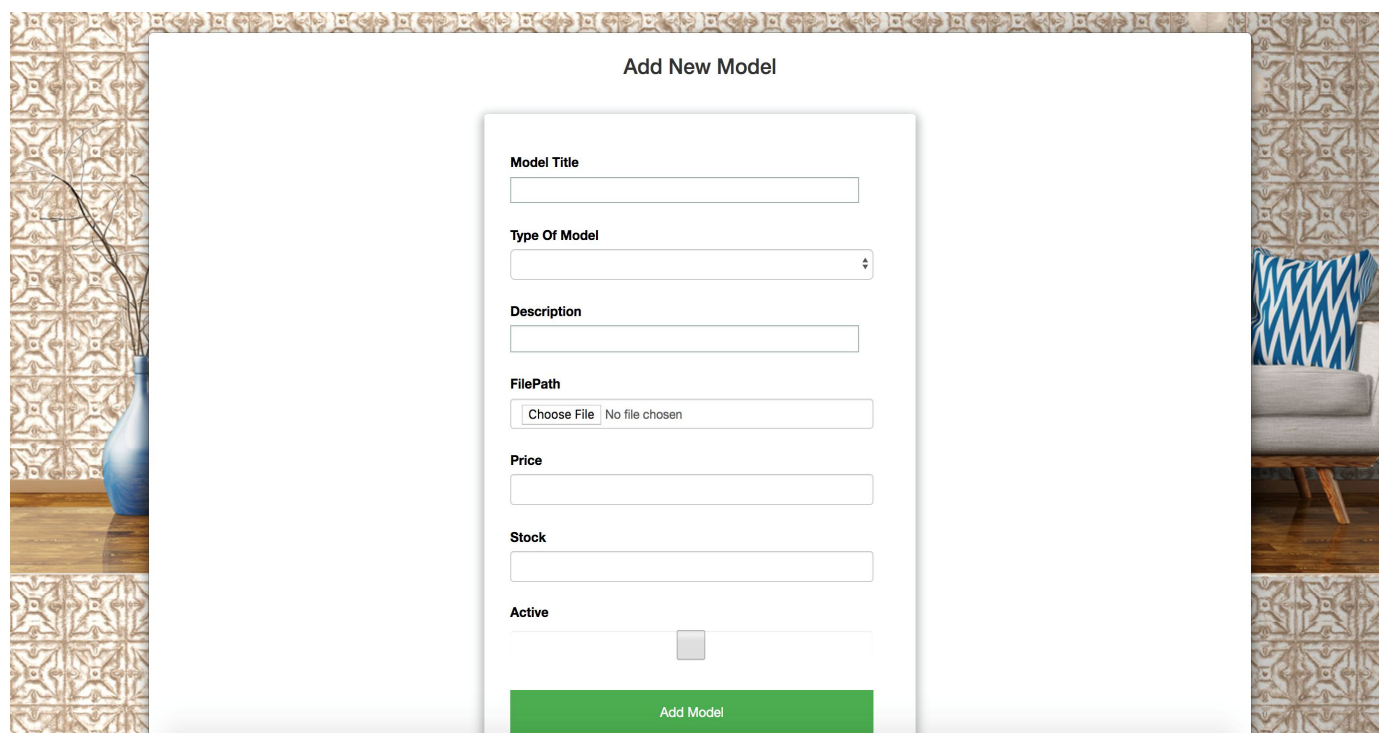 Add New Model
Model Title
Type Of Model
Description
FilePath
Choose File No file chosen
Price
Stock
Active
Add Model